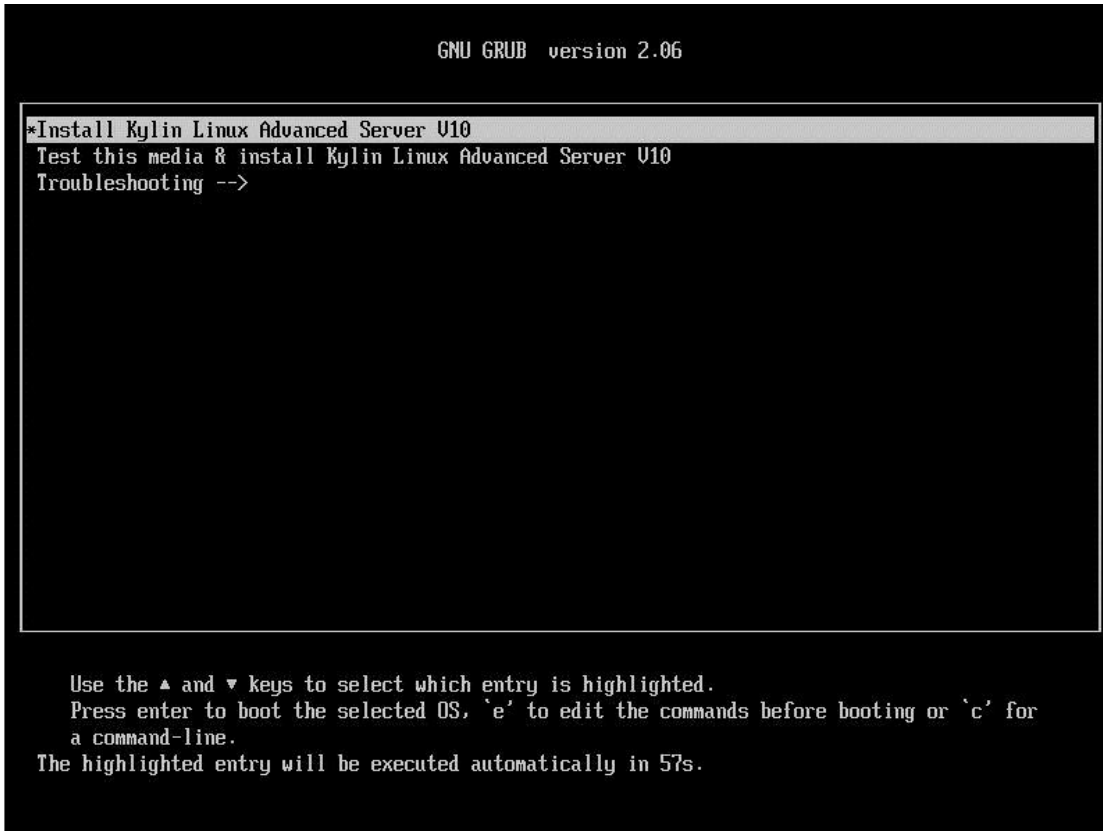 GNU GRUB  version 2.06
*Install Kylin Linux Advanced Server V10
Test this media & install Kylin Linux Advanced Server V10
Troubleshooting -->
Use the ▲ and ▼ keys to select which entry is highlighted.
Press enter to boot the selected OS, `e' to edit the commands before booting or `c' for
a command-line.
The highlighted entry will be executed automatically in 57s.